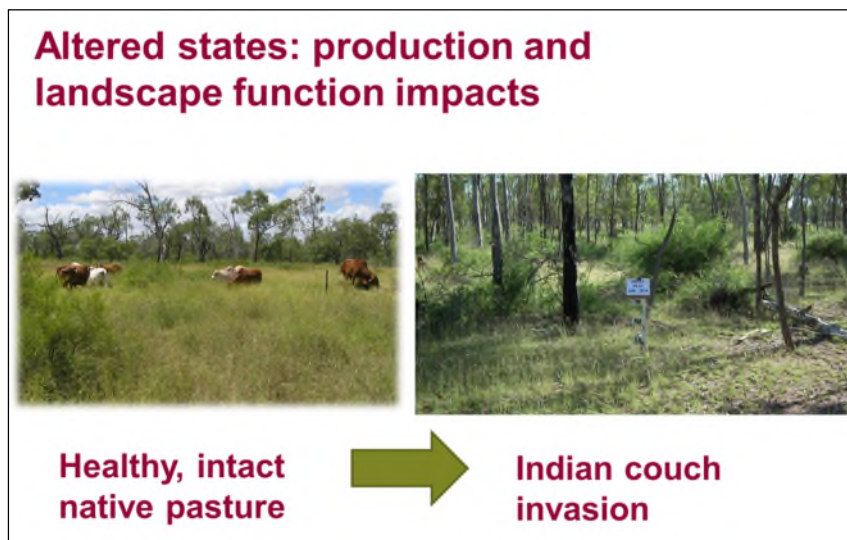 Altered states: production and
landscape function impacts
Healthy, intact
native pasture
Indian couch
invasion